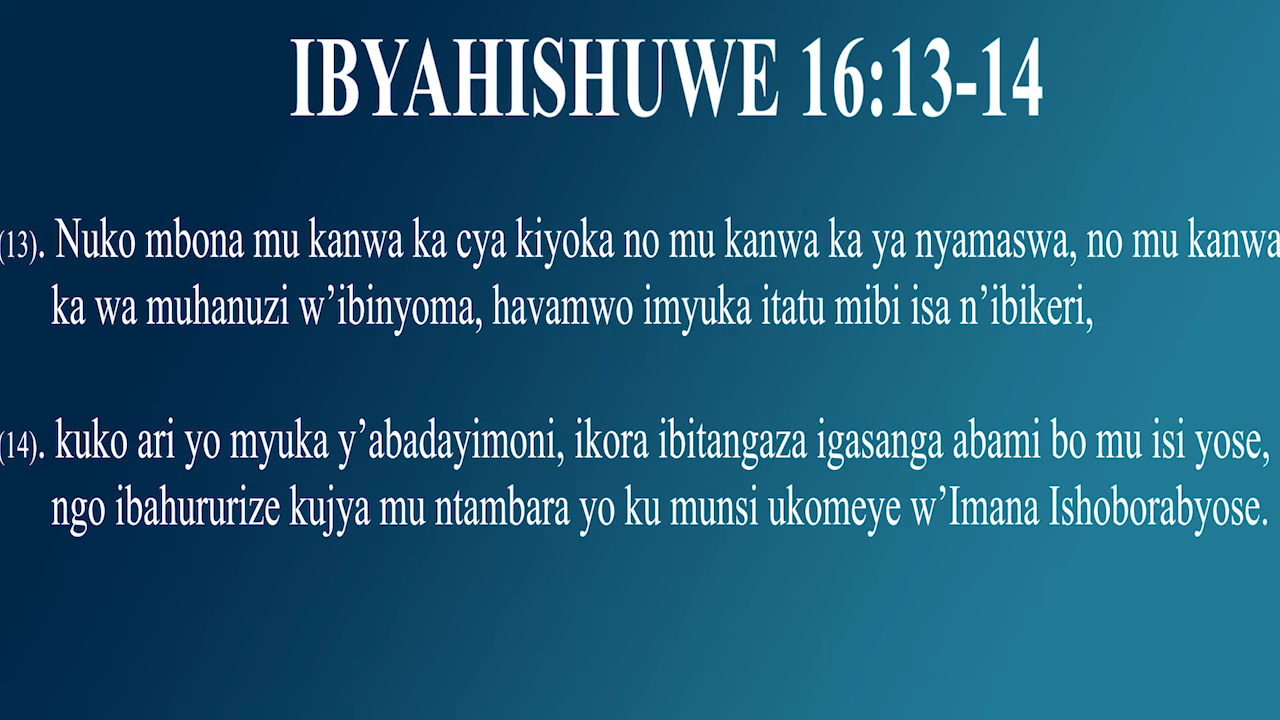 IBYAHISHUWE 16:13-14
(13). Nuko mbona mu kanwa ka cya kiyoka no mu kanwa ka ya nyamaswa, no mu kanwa
ka wa muhanuzi w’ibinyoma, havamwo imyuka itatu mibi isa n’ibikeri,
(14). kuko ari yo myuka y’abadayimoni, ikora ibitangaza igasanga abami bo mu isi yose,
ngo ibahururize kujya mu ntambara yo ku munsi ukomeye w’Imana Ishoborabyose.